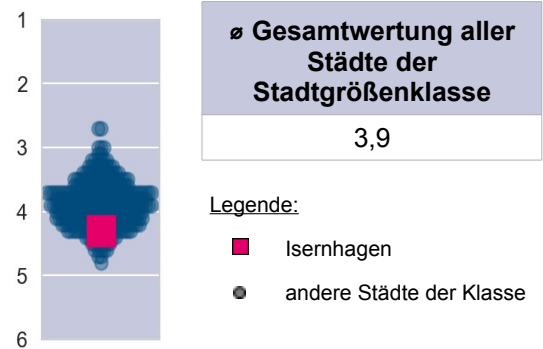 1
2
3
4
5
6
ø Gesamtwertung aller
Städte der
Stadtgrößenklasse
3,9
Legende:
Isernhagen
andere Städte der Klasse